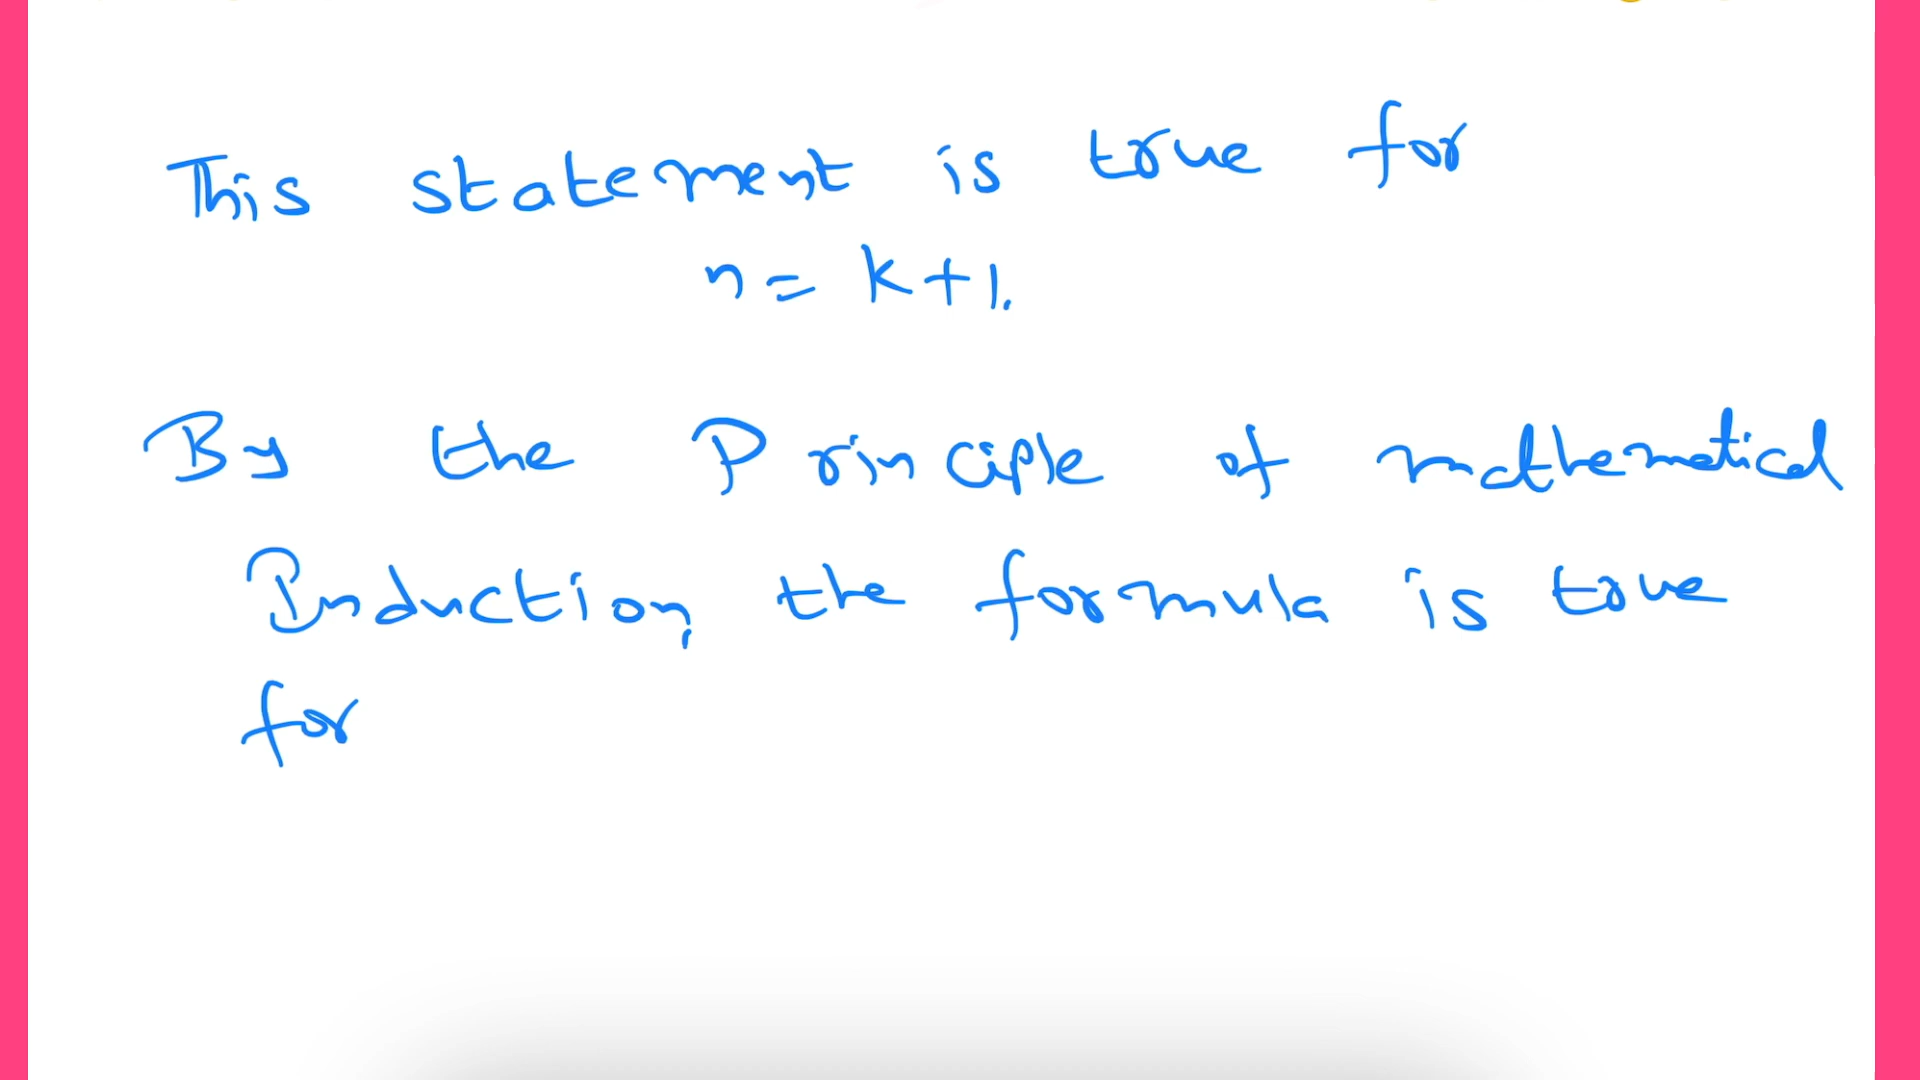 This statement is true for
n = k + 1.
By the Principle of mathematical
Induction, the formula is true
for